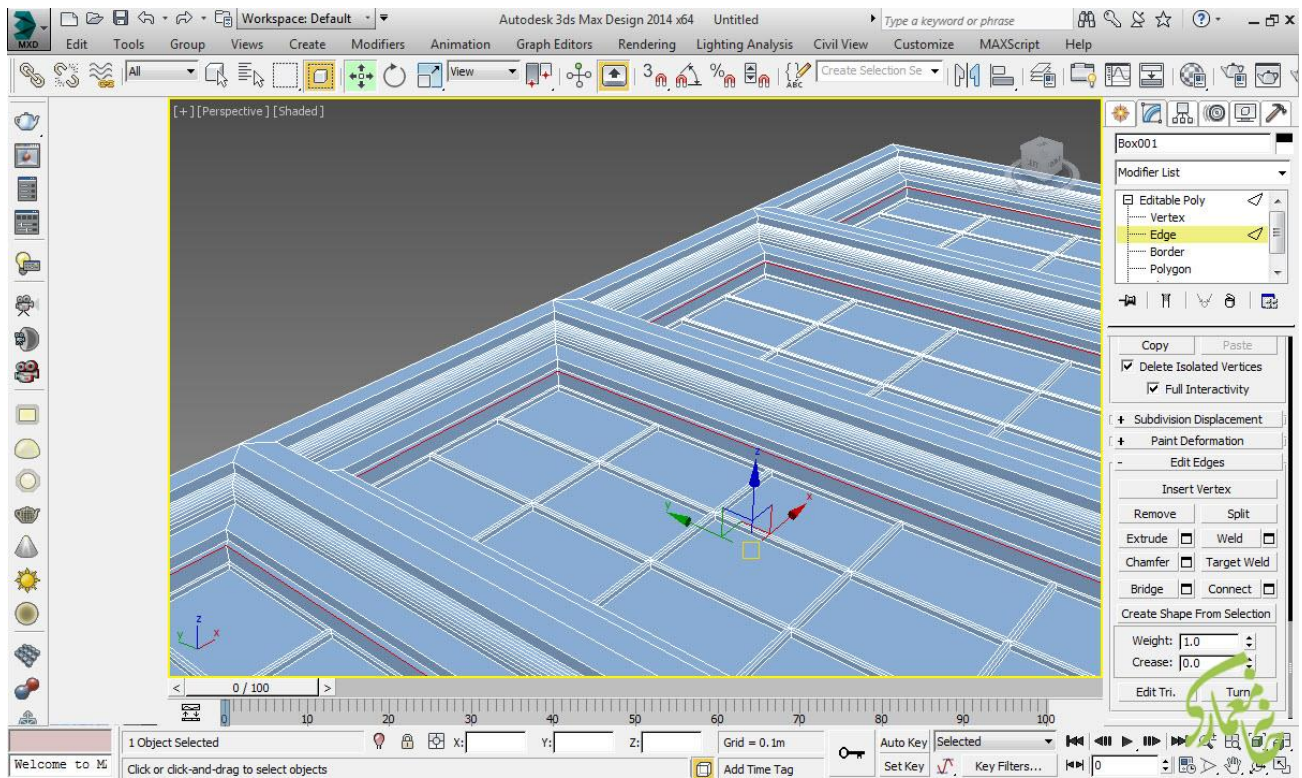 Workspace: Default
Autodesk 3ds Max Design 2014 x64 Untitled
Type a keyword or phrase
MXD
Edit Tools Group Views Create Modifiers Animation Graph Editors Rendering Lighting Analysis Civil View Customize MAXScript Help
All
View
3
%
ABC
Create Selection Se
[+][Perspective][Shaded]
Box001
Modifier List
Editable Poly
Vertex
Edge
Border
Polygon
Copy Paste
Delete Isolated Vertices
Full Interactivity
+ Subdivision Displacement
+ Paint Deformation
- Edit Edges
Insert Vertex
Remove Split
Extrude Weld
Chamfer Target Weld
Bridge Connect
Create Shape From Selection
Weight: 1.0
Crease: 0.0
Edit Tri. Turn
z
x
y
z
y x
< 0 / 100 >
0 10 20 30 40 50 60 70 80 90 100
1 Object Selected X: Y: Z: Grid = 0.1m Auto Key Selected
Welcome to M
Click or click-and-drag to select objects Add Time Tag Set Key Key Filters... 0